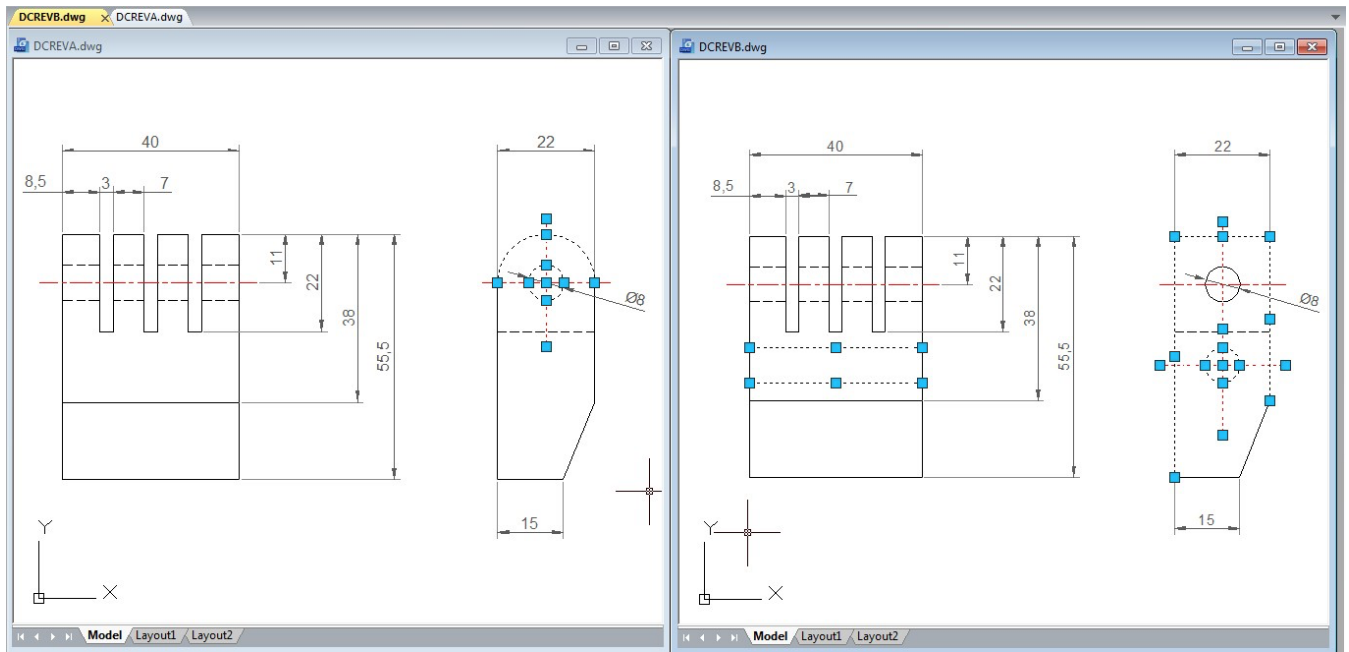 DCREVB.dwg DCREVA.dwg
DCREVA.dwg
40
22
8,5 3 7
11
22
38
55,5
Ø8
15
Y
X
Model Layout1 Layout2
DCREVB.dwg
40
22
8,5 3 7
11
22
38
55,5
Ø8
15
Y
X
Model Layout1 Layout2